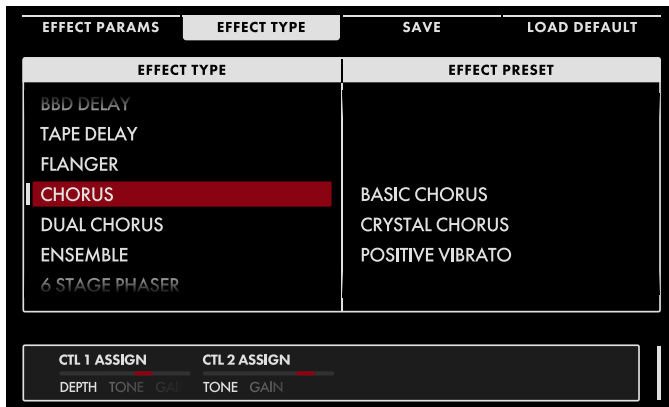 EFFECT PARAMS EFFECT TYPE SAVE LOAD DEFAULT
EFFECT TYPE EFFECT PRESET
BBD DELAY
TAPE DELAY
FLANGER
CHORUS BASIC CHORUS
DUAL CHORUS CRYSTAL CHORUS
ENSEMBLE POSITIVE VIBRATO
6 STAGE PHASER
CTL 1 ASSIGN CTL 2 ASSIGN
DEPTH TONE GAI TONE GAIN